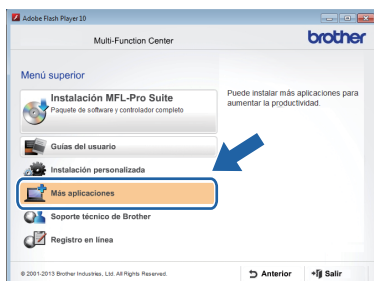 Adobe Flash Player 10
Multi-Function Center
brother
Menú superior
Instalación MFL-Pro Suite
Paquete de software y controlador completo
Puede instalar más aplicaciones para
aumentar la productividad.
Guías del usuario
Instalación personalizada
Más aplicaciones
Soporte técnico de Brother
Registro en línea
© 2001-2013 Brother Industries, Ltd. All Rights Reserved.
Anterior
Salir